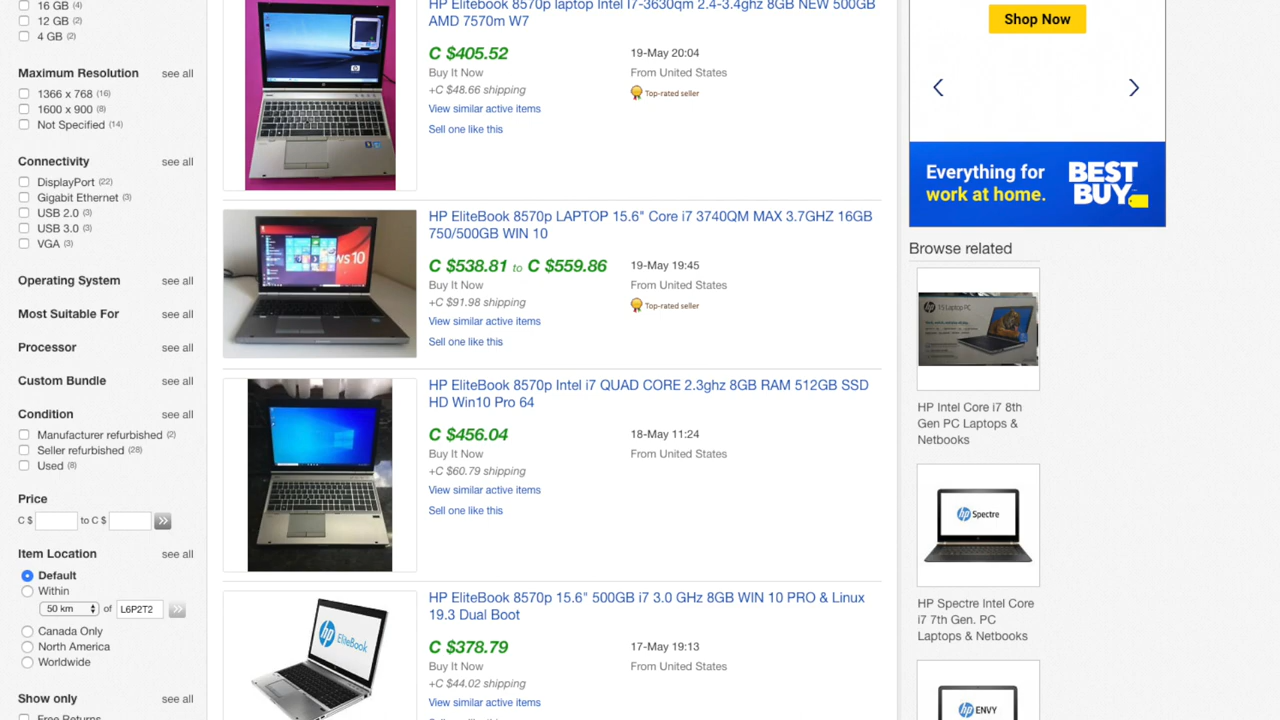 16 GB (4)
12 GB (2)
4 GB (2)
Maximum Resolution see all
1366 x 768 (16)
1600 x 900 (8)
Not Specified (14)
Connectivity see all
DisplayPort (22)
Gigabit Ethernet (3)
USB 2.0 (3)
USB 3.0 (3)
VGA (3)
Operating System see all
Most Suitable For see all
Processor see all
Custom Bundle see all
Condition see all
Manufacturer refurbished (2)
Seller refurbished (28)
Used (8)
Price
C $ to C $
Item Location see all
Default
Within
50 km of L6P2T2
Canada Only
North America
Worldwide
Show only see all
Free Returns
HP Elitebook 8570p laptop Intel I7-3630qm 2.4-3.4ghz 8GB NEW 500GB
AMD 7570m W7
C $405.52 19-May 20:04
Buy It Now From United States
+C $48.66 shipping Top-rated seller
View similar active items
Sell one like this
HP EliteBook 8570p LAPTOP 15.6" Core i7 3740QM MAX 3.7GHZ 16GB
750/500GB WIN 10
C $538.81 to C $559.86 19-May 19:45
Buy It Now From United States
+C $91.98 shipping Top-rated seller
View similar active items
Sell one like this
HP EliteBook 8570p Intel i7 QUAD CORE 2.3ghz 8GB RAM 512GB SSD
HD Win10 Pro 64
C $456.04 18-May 11:24
Buy It Now From United States
+C $60.79 shipping
View similar active items
Sell one like this
HP EliteBook 8570p 15.6" 500GB i7 3.0 GHz 8GB WIN 10 PRO & Linux
19.3 Dual Boot
C $378.79 17-May 19:13
Buy It Now From United States
+C $44.02 shipping
View similar active items
ws 10
hp EliteBook
Shop Now
Everything for
work at home.
BEST
BUY
Browse related
hp 15 Laptop PC
HP Intel Core i7 8th
Gen PC Laptops &
Netbooks
hp Spectre
HP Spectre Intel Core
i7 7th Gen. PC
Laptops & Netbooks
hp ENVY